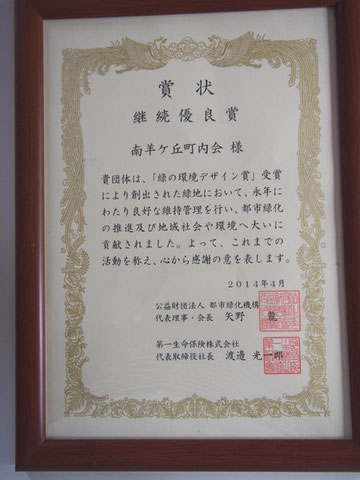 賞状
継続優良賞
南羊ケ丘町内会 様
貴団体は、「緑の環境デザイン賞」受賞
により創出された緑地において、永年に
わたり良好な維持管理を行い、都市緑化
の推進及び地域社会や環境へ大いに
貢献されました。よって、これまでの
活動を称え、心から感謝の意を表します。
2014年4月
公益財団法人 都市緑化機構
代表理事・会長 矢野 龍
第一生命保険株式会社
代表取締役社長 渡邉 光一郎